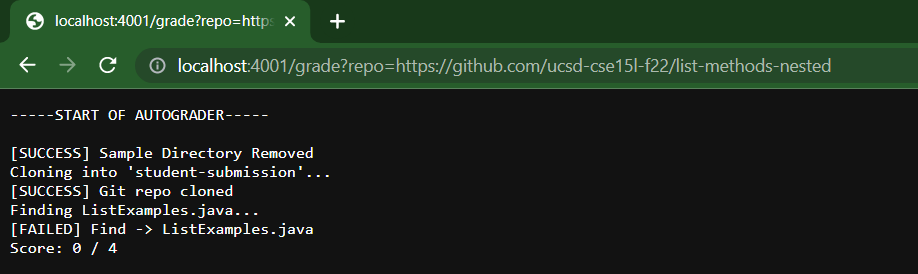 localhost:4001/grade?repo=https
localhost:4001/grade?repo=https://github.com/ucsd-cse15l-f22/list-methods-nested
-----START OF AUTOGRADER-----
[SUCCESS] Sample Directory Removed
Cloning into 'student-submission'...
[SUCCESS] Git repo cloned
Finding ListExamples.java...
[FAILED] Find -> ListExamples.java
Score: 0 / 4